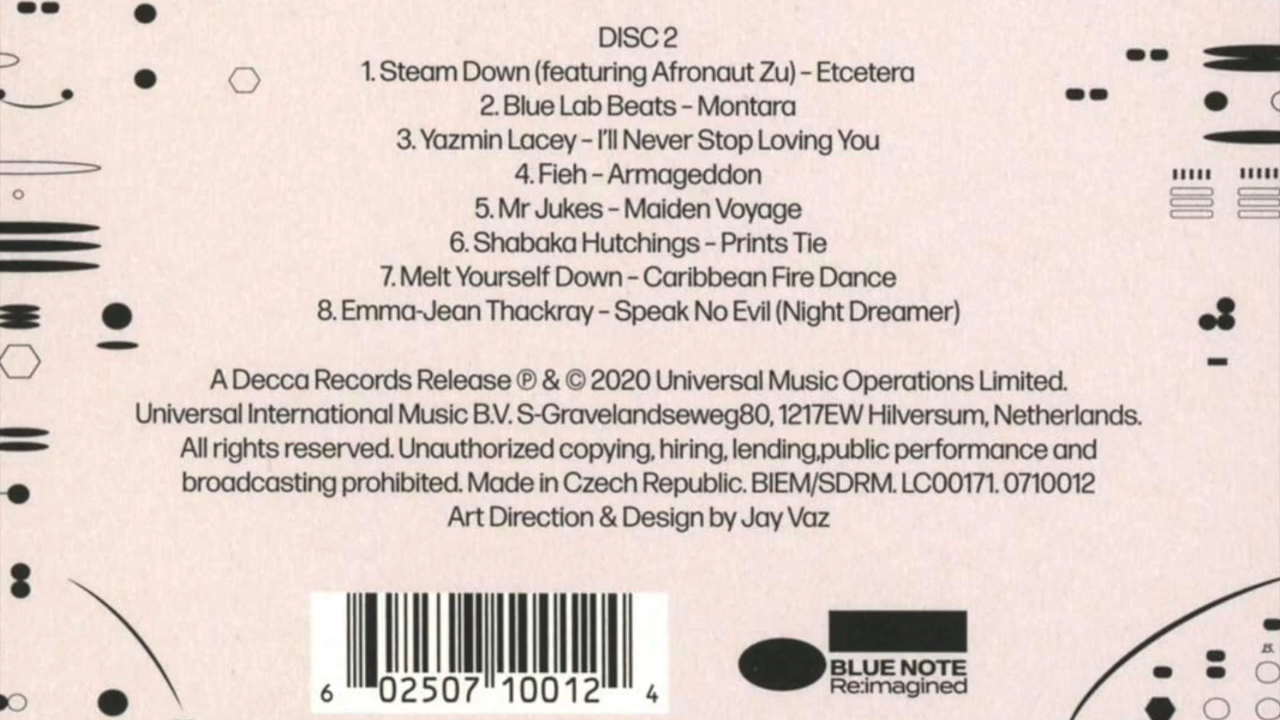 DISC 2
1. Steam Down (featuring Afronaut Zu) – Etcetera
2. Blue Lab Beats – Montara
3. Yazmin Lacey – I'll Never Stop Loving You
4. Fieh – Armageddon
5. Mr Jukes – Maiden Voyage
6. Shabaka Hutchings – Prints Tie
7. Melt Yourself Down – Caribbean Fire Dance
8. Emma-Jean Thackray – Speak No Evil (Night Dreamer)
A Decca Records Release ℗ & © 2020 Universal Music Operations Limited.
Universal International Music B.V. S-Gravelandseweg80, 1217EW Hilversum, Netherlands.
All rights reserved. Unauthorized copying, hiring, lending,public performance and
broadcasting prohibited. Made in Czech Republic. BIEM/SDRM. LC00171. 0710012
Art Direction & Design by Jay Vaz
6 02507 10012 4
BLUE NOTE
Re:imagined